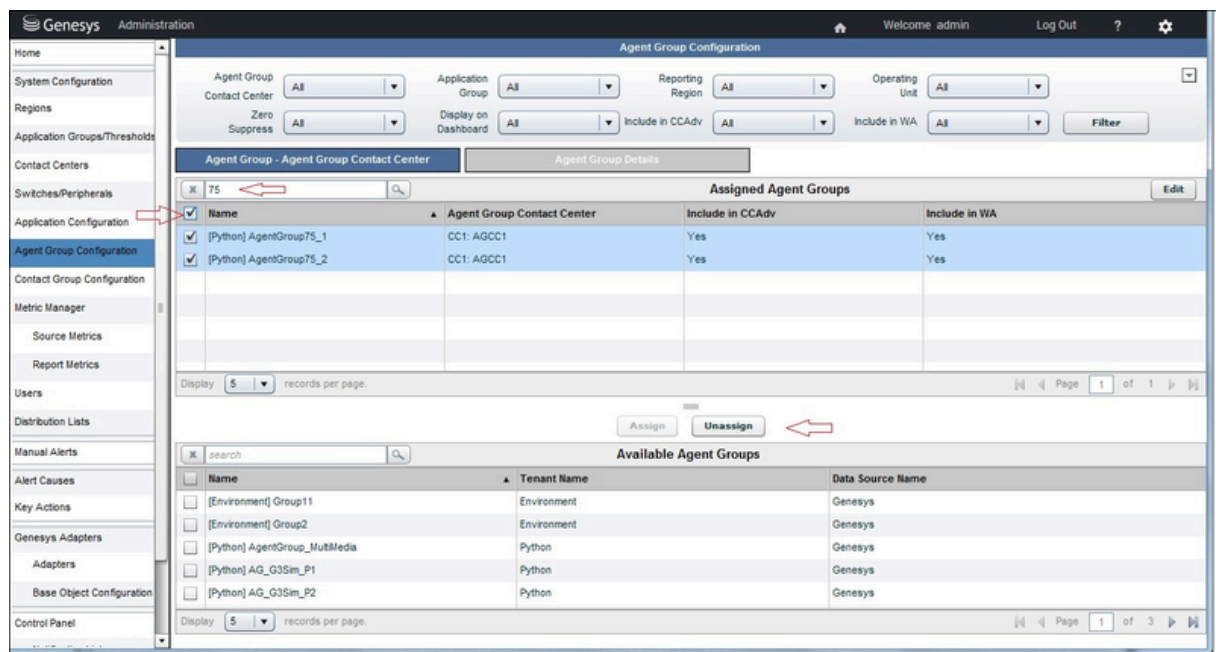 Genesys Administration Welcome admin Log Out ?
Home
System Configuration
Regions
Application Groups/Thresholds
Contact Centers
Switches/Peripherals
Application Configuration
Agent Group Configuration
Contact Group Configuration
Metric Manager
Source Metrics
Report Metrics
Users
Distribution Lists
Manual Alerts
Alert Causes
Key Actions
Genesys Adapters
Adapters
Base Object Configuration
Control Panel
Agent Group Configuration
Agent Group Contact Center All
Application Group All
Reporting Region All
Operating Unit All
Zero Suppress All
Display on Dashboard All
Include in CCAdv All
Include in WA All
Filter
Agent Group - Agent Group Contact Center
Agent Group Details
75 Assigned Agent Groups Edit
Name Agent Group Contact Center Include in CCAdv Include in WA
[Python] AgentGroup75_1 CC1: AGCC1 Yes Yes
[Python] AgentGroup75_2 CC1: AGCC1 Yes Yes
Display 5 records per page. Page 1 of 1
Assign Unassign
search Available Agent Groups
Name Tenant Name Data Source Name
[Environment] Group11 Environment Genesys
[Environment] Group2 Environment Genesys
[Python] AgentGroup_MultiMedia Python Genesys
[Python] AG_G3Sim_P1 Python Genesys
[Python] AG_G3Sim_P2 Python Genesys
Display 5 records per page. Page 1 of 3